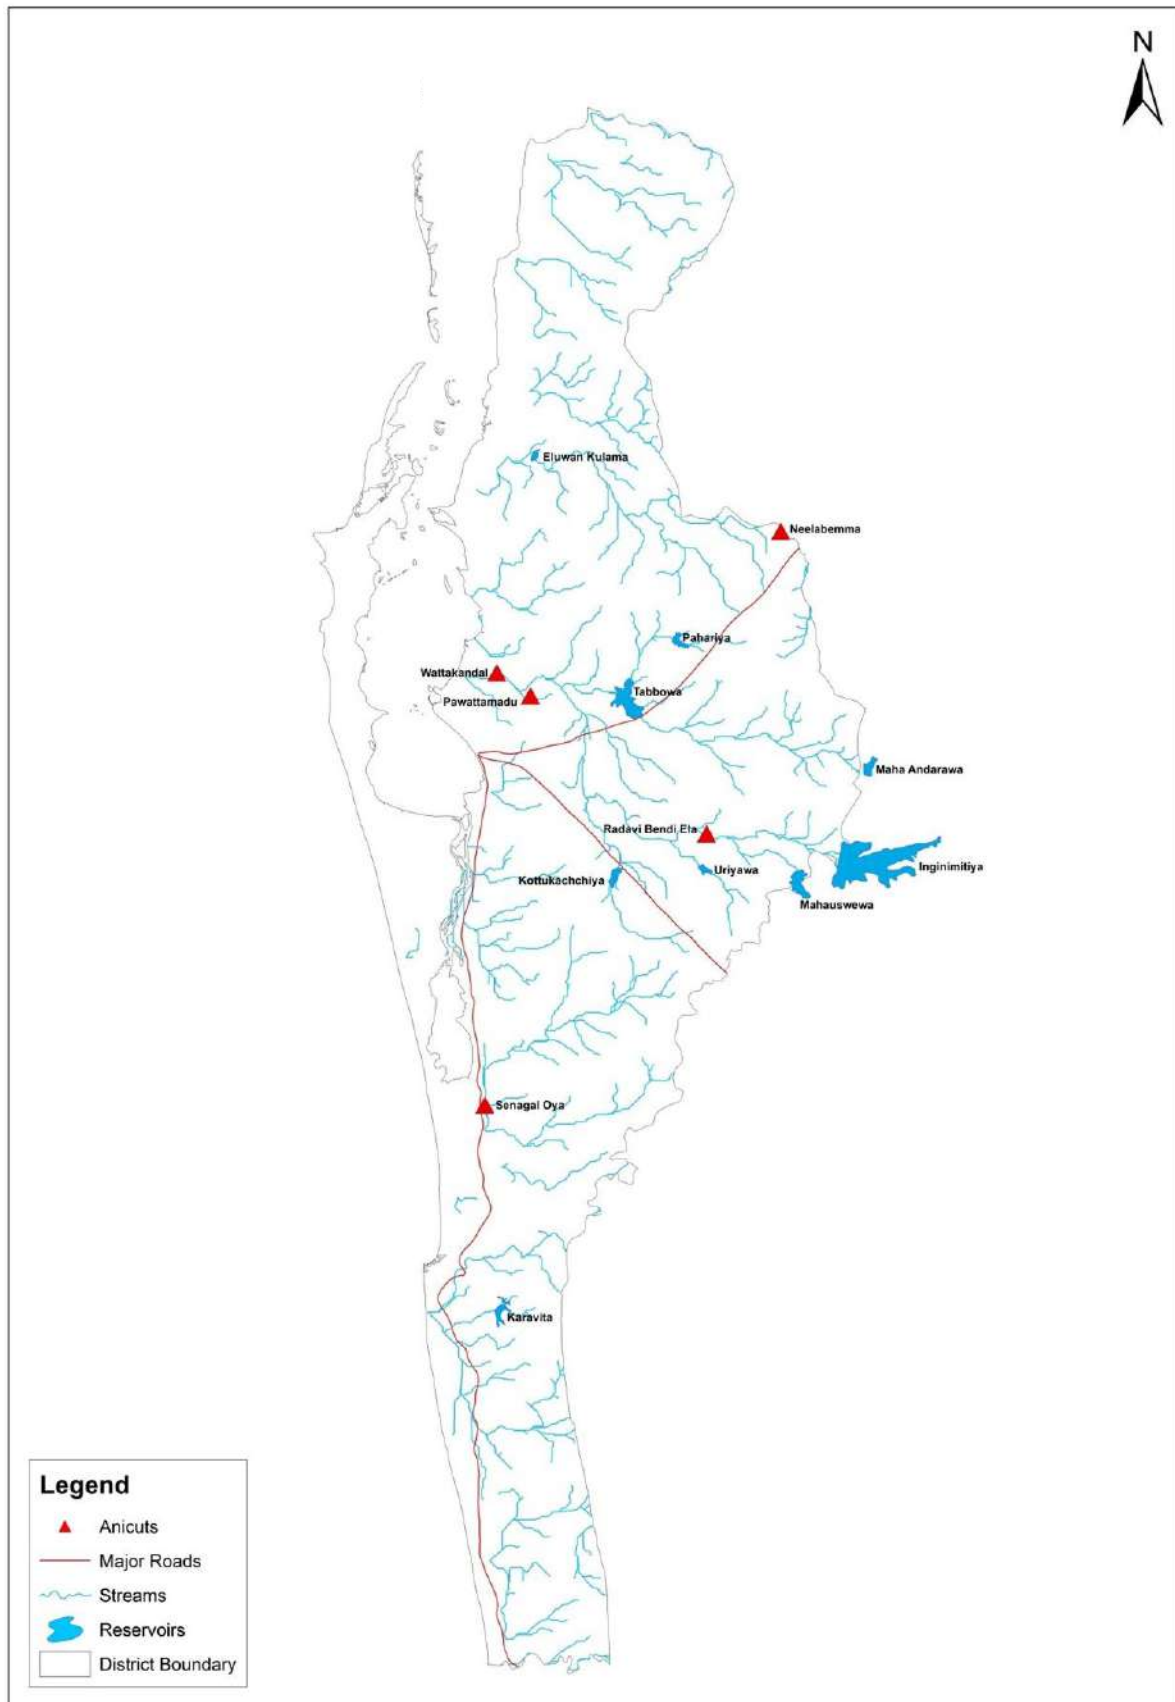 N
Eluwan Kulama
Neelabemma
Pahariya
Wattakandal
Tabbowa
Pawattamadu
Maha Andarawa
Radavi Bendi Ela
Inginimitiya
Uriyawa
Kottukachchiya
Mahauswewa
Senagal Oya
Karavita
Legend
Anicuts
Major Roads
Streams
Reservoirs
District Boundary